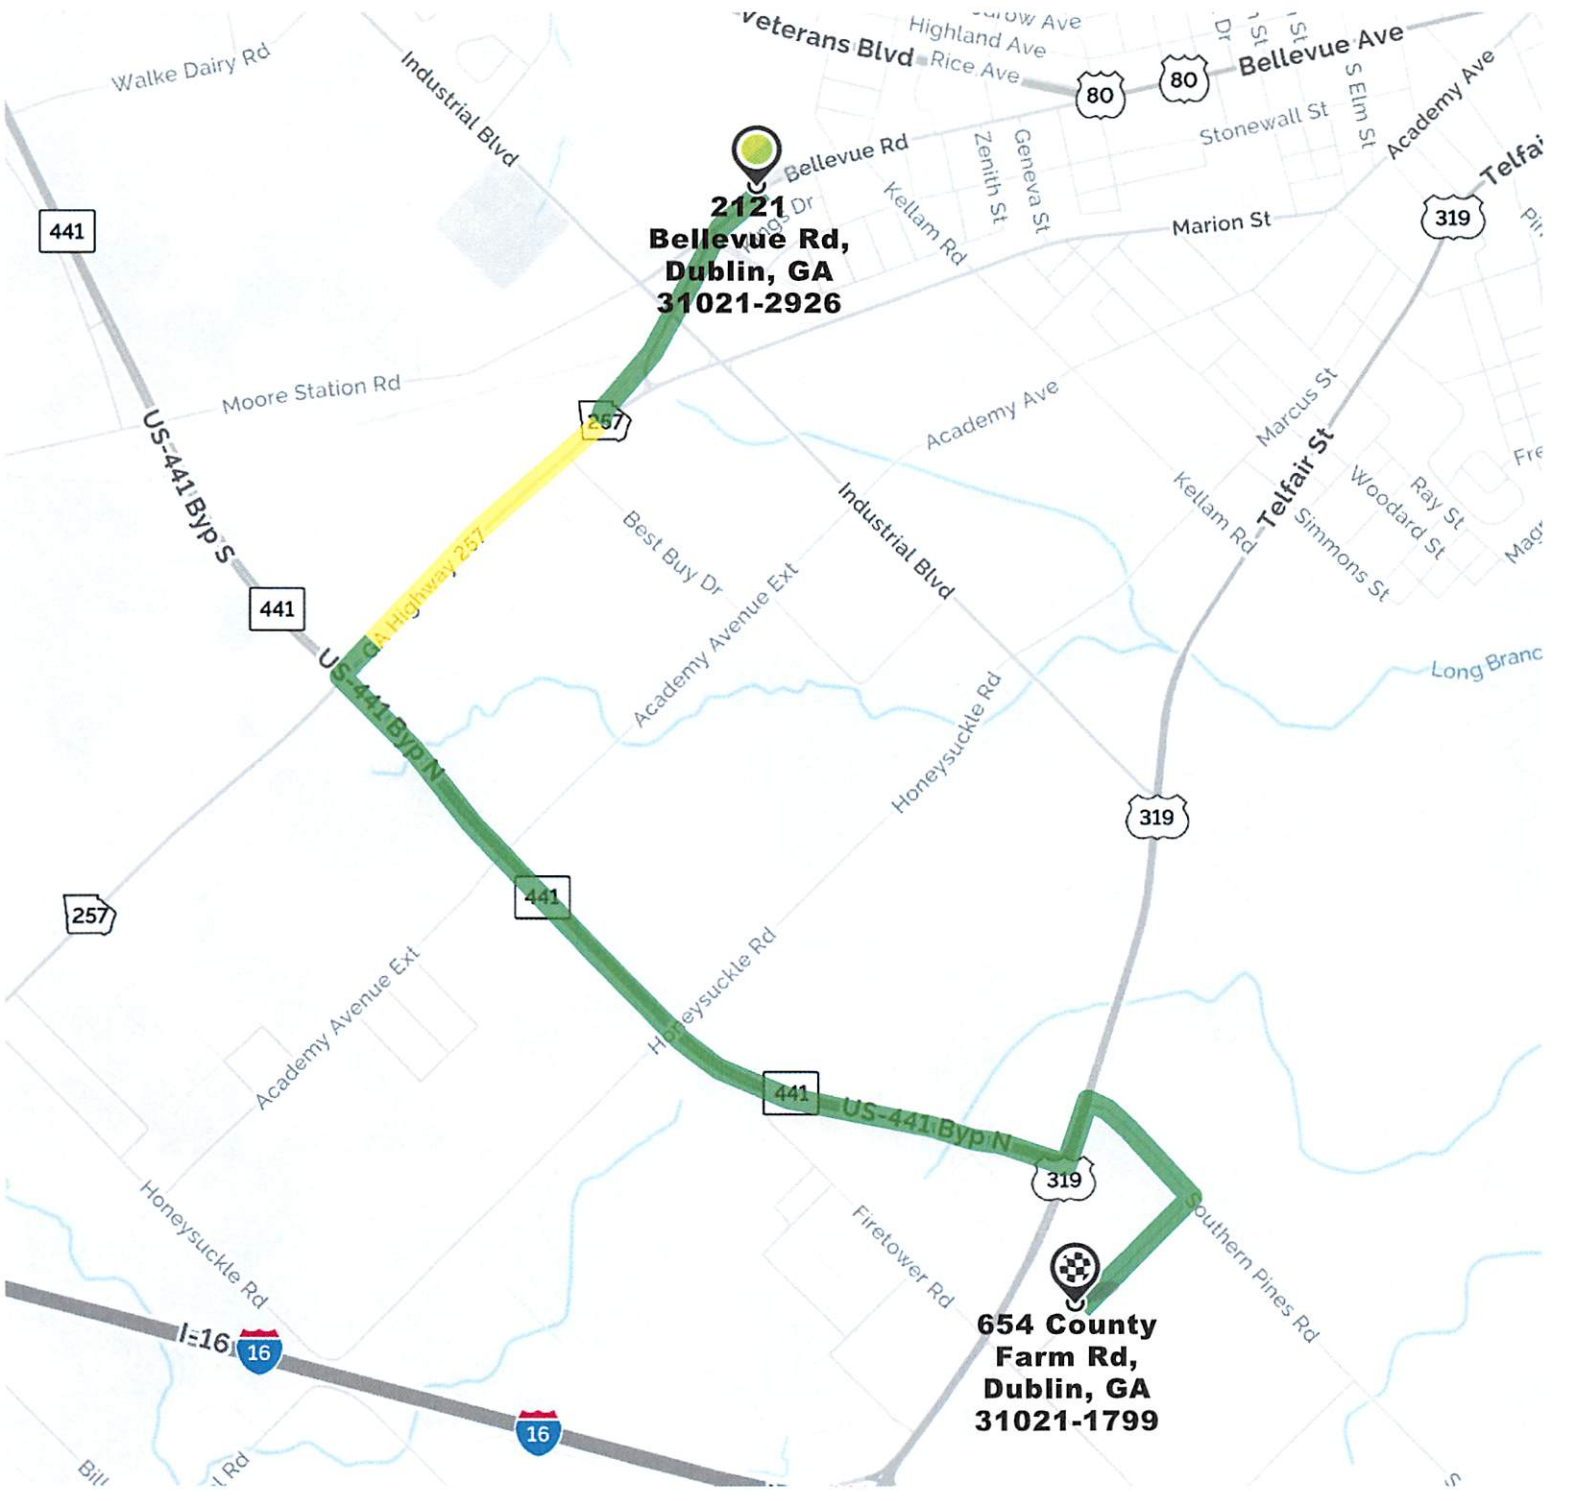 Walke Dairy Rd
Industrial Blvd
Veterans Blvd
Highland Ave
Rice Ave
80
80
Bellevue Ave
Dr
St
St
S Elm St
Academy Ave
Stonewall St
441
Bellevue Rd
Zenith St
Geneva St
Kellam Rd
Marion St
319
2121
Bellevue Rd,
Dublin, GA
31021-2926
Moore Station Rd
257
Academy Ave
Marcus St
Telfair St
US-441 Byp S
Industrial Blvd
Kellam Rd
Simmons St
Woodard St
Ray St
Best Buy Dr
GA Highway 257
Academy Avenue Ext
441
US-441 Byp N
Honeysuckle Rd
319
257
441
Academy Avenue Ext
Honeysuckle Rd
441
US-441 Byp N
319
Honeysuckle Rd
Firetower Rd
Southern Pines Rd
I-16
16
16
654 County
Farm Rd,
Dublin, GA
31021-1799
Rd